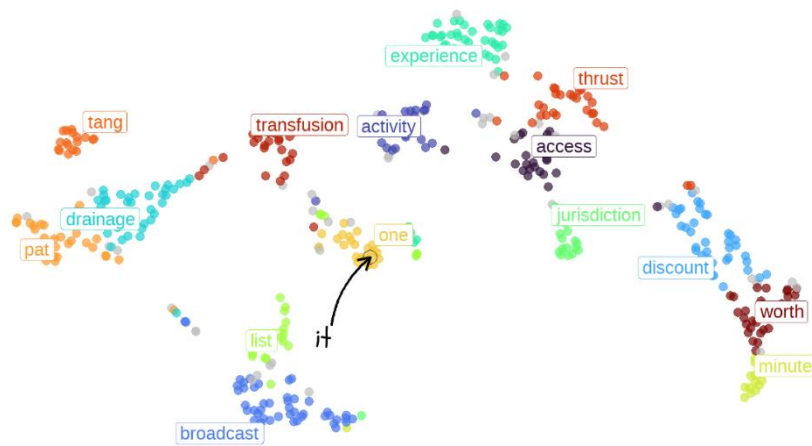 experience
thrust
tang
transfusion
activity
access
drainage
jurisdiction
one
pat
discount
worth
it
list
minute
broadcast